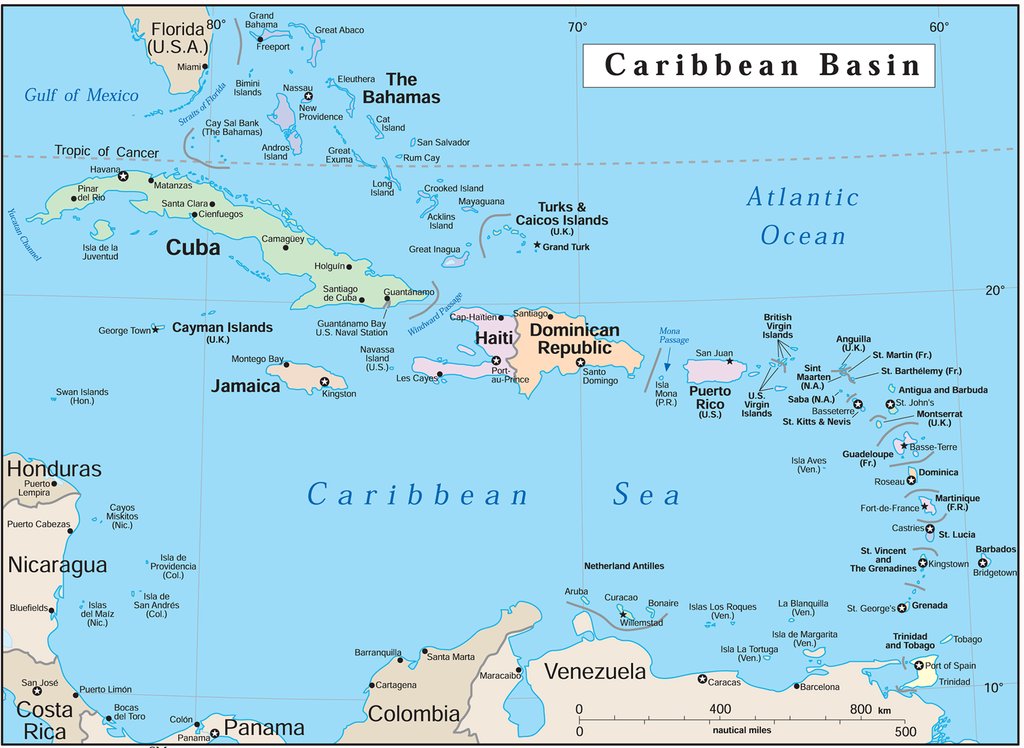 Caribbean Basin
80°
70°
60°
Florida
(U.S.A.)
Miami
Grand
Bahama
Freeport
Great Abaco
Gulf of Mexico
Straits of Florida
Bimini
Islands
Nassau
New
Providence
Eleuthera
The
Bahamas
Cay Sal Bank
(The Bahamas)
Andros
Island
Cat
Island
San Salvador
Great
Exuma
Rum Cay
Tropic of Cancer
Long
Island
Crooked Island
Mayaguana
Acklins
Island
Great Inagua
Turks &
Caicos Islands
(U.K.)
Grand Turk
Atlantic
Ocean
Havana
Matanzas
Pinar
del Rio
Santa Clara
Cienfuegos
Yucatan Channel
Isla de la
Juventud
Cuba
Camagüey
Holguín
Santiago
de Cuba
Guantánamo
Guantánamo Bay
U.S. Naval Station
Windward Passage
20°
George Town
Cayman Islands
(U.K.)
Navassa
Island
(U.S.)
Montego Bay
Jamaica
Kingston
Cap-Haïtien
Haiti
Port-
au-Prince
Les Cayes
Santiago
Dominican
Republic
Santo
Domingo
Mona
Passage
Isla
Mona
(P.R.)
San Juan
Puerto
Rico
(U.S.)
British
Virgin
Islands
U.S.
Virgin
Islands
Anguilla
(U.K.)
St. Martin (Fr.)
Sint
Maarten
(N.A.)
St. Barthélemy (Fr.)
Saba (N.A.)
Antigua and Barbuda
St. John's
Basseterre
St. Kitts & Nevis
Montserrat
(U.K.)
Guadeloupe
(Fr.)
Basse-Terre
Isla Aves
(Ven.)
Dominica
Roseau
Martinique
(F.R.)
Fort-de-France
Castries
St. Lucia
St. Vincent
and
The Grenadines
Kingstown
Barbados
Bridgetown
St. George's
Grenada
Swan Islands
(Hon.)
Honduras
Puerto
Lempira
Caribbean Sea
Puerto Cabezas
Cayos
Miskitos
(Nic.)
Nicaragua
Isla de
Providencia
(Col.)
Bluefields
Islas
del Maíz
(Nic.)
Isla de
San Andrés
(Col.)
Netherland Antilles
Aruba
Curacao
Bonaire
Willemstad
Islas Los Roques
(Ven.)
La Blanquilla
(Ven.)
Isla de Margarita
(Ven.)
Isla La Tortuga
(Ven.)
Trinidad
and Tobago
Tobago
Port of Spain
Trinidad
10°
San José
Costa
Rica
Puerto Limón
Bocas
del Toro
Colón
Panama
Panama
Barranquilla
Santa Marta
Cartagena
Colombia
Maracaibo
Venezuela
Caracas
Barcelona
0 400 800 km
0 nautical miles 500